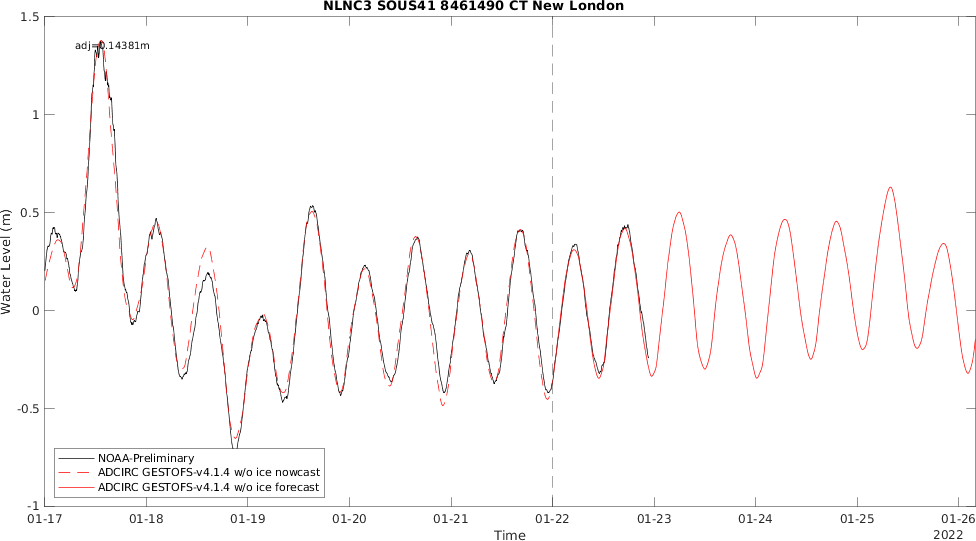 NLNC3 SOUS41 8461490 CT New London
adj=0.14381m
Water Level (m)
1.5
1
0.5
0
-0.5
-1
NOAA-Preliminary
ADCIRC GESTOFS-v4.1.4 w/o ice nowcast
ADCIRC GESTOFS-v4.1.4 w/o ice forecast
01-17 01-18 01-19 01-20 01-21 01-22 01-23 01-24 01-25 01-26
Time
2022